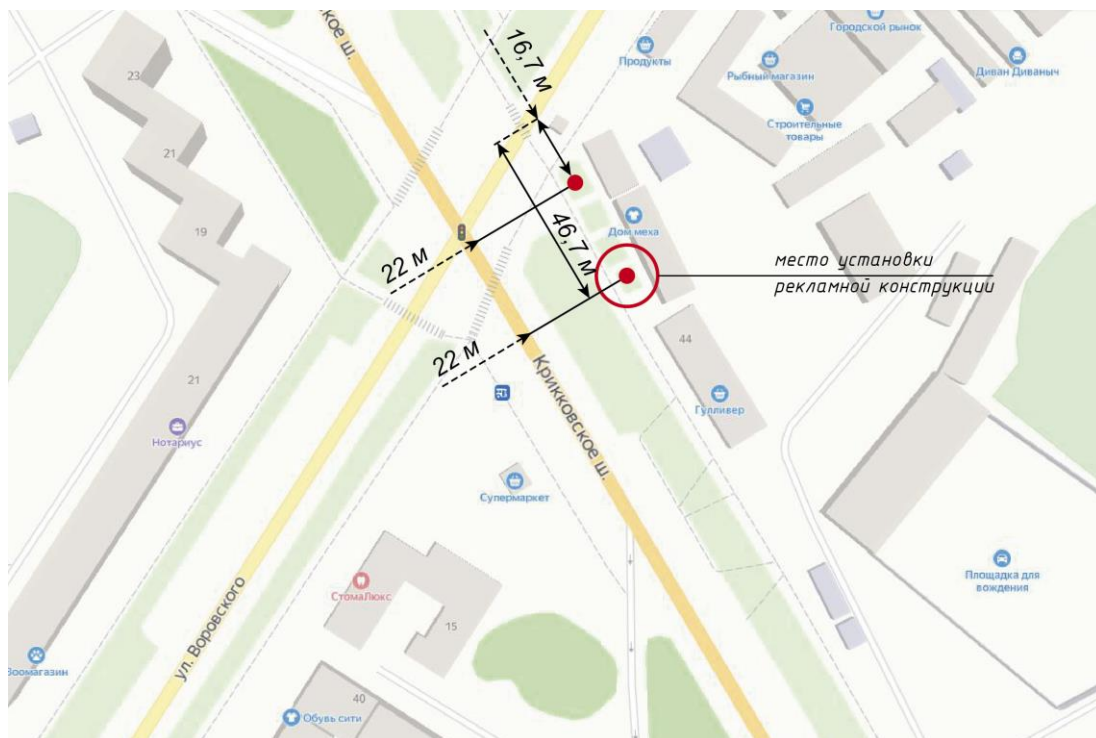 ское ш.
16,7 м
Городской рынок
Продукты
Рыбный магазин
Диван Диваныч
Строительные
товары
23
21
19
Дом меха
46,7 м
22 м
место установки
рекламной конструкции
22 м
44
Крикковское ш.
21
Гулливер
Нотариус
Супермаркет
СтомаЛюкс
Площадка для
вождения
15
ул. Воровского
Зоомагазин
40
Обувь сити